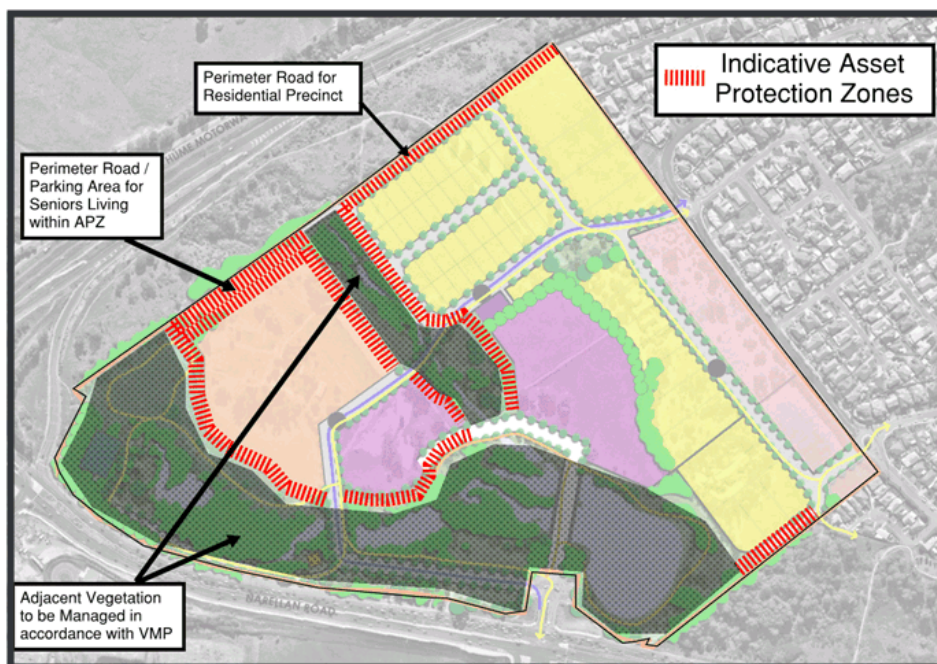 Indicative Asset
Protection Zones
Perimeter Road for
Residential Precinct
HUME MOTORWAY
Perimeter Road /
Parking Area for
Seniors Living
within APZ
Adjacent Vegetation
to be Managed in
accordance with VMP
NARELLAN ROAD